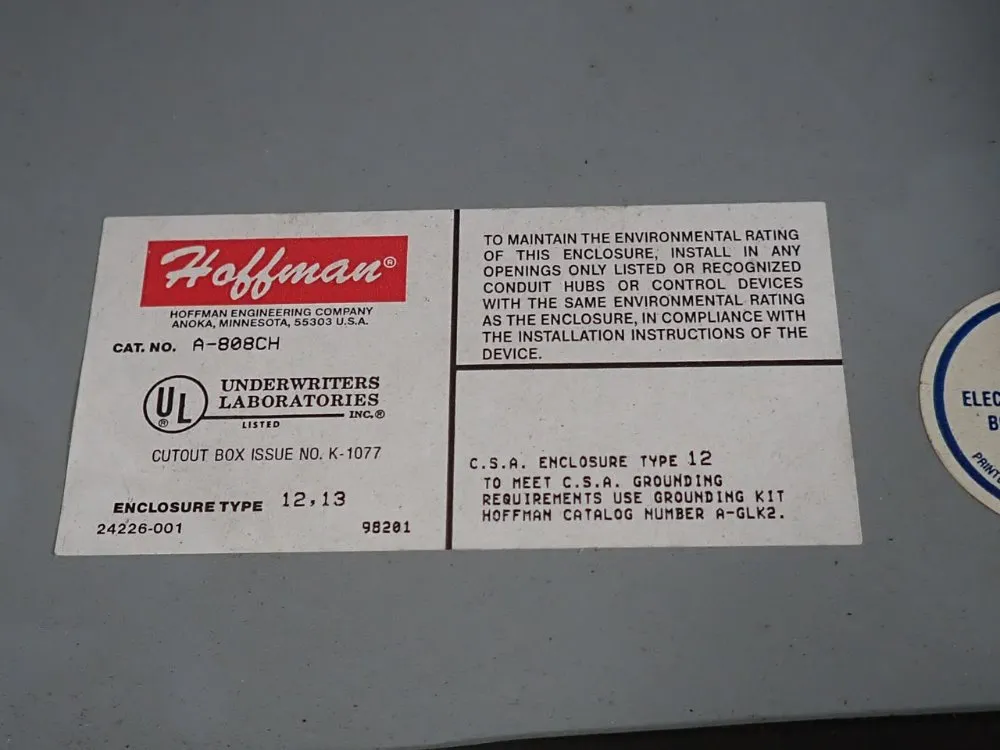 Hoffman®
HOFFMAN ENGINEERING COMPANY
ANOKA, MINNESOTA, 55303 U.S.A.
CAT. NO. A-808CH
UL®
UNDERWRITERS
LABORATORIES
INC.®
LISTED
CUTOUT BOX ISSUE NO. K-1077
ENCLOSURE TYPE 12,13
24226-001 98201
TO MAINTAIN THE ENVIRONMENTAL RATING
OF THIS ENCLOSURE, INSTALL IN ANY
OPENINGS ONLY LISTED OR RECOGNIZED
CONDUIT HUBS OR CONTROL DEVICES
WITH THE SAME ENVIRONMENTAL RATING
AS THE ENCLOSURE, IN COMPLIANCE WITH
THE INSTALLATION INSTRUCTIONS OF THE
DEVICE.
C.S.A. ENCLOSURE TYPE 12
TO MEET C.S.A. GROUNDING
REQUIREMENTS USE GROUNDING KIT
HOFFMAN CATALOG NUMBER A-GLK2.